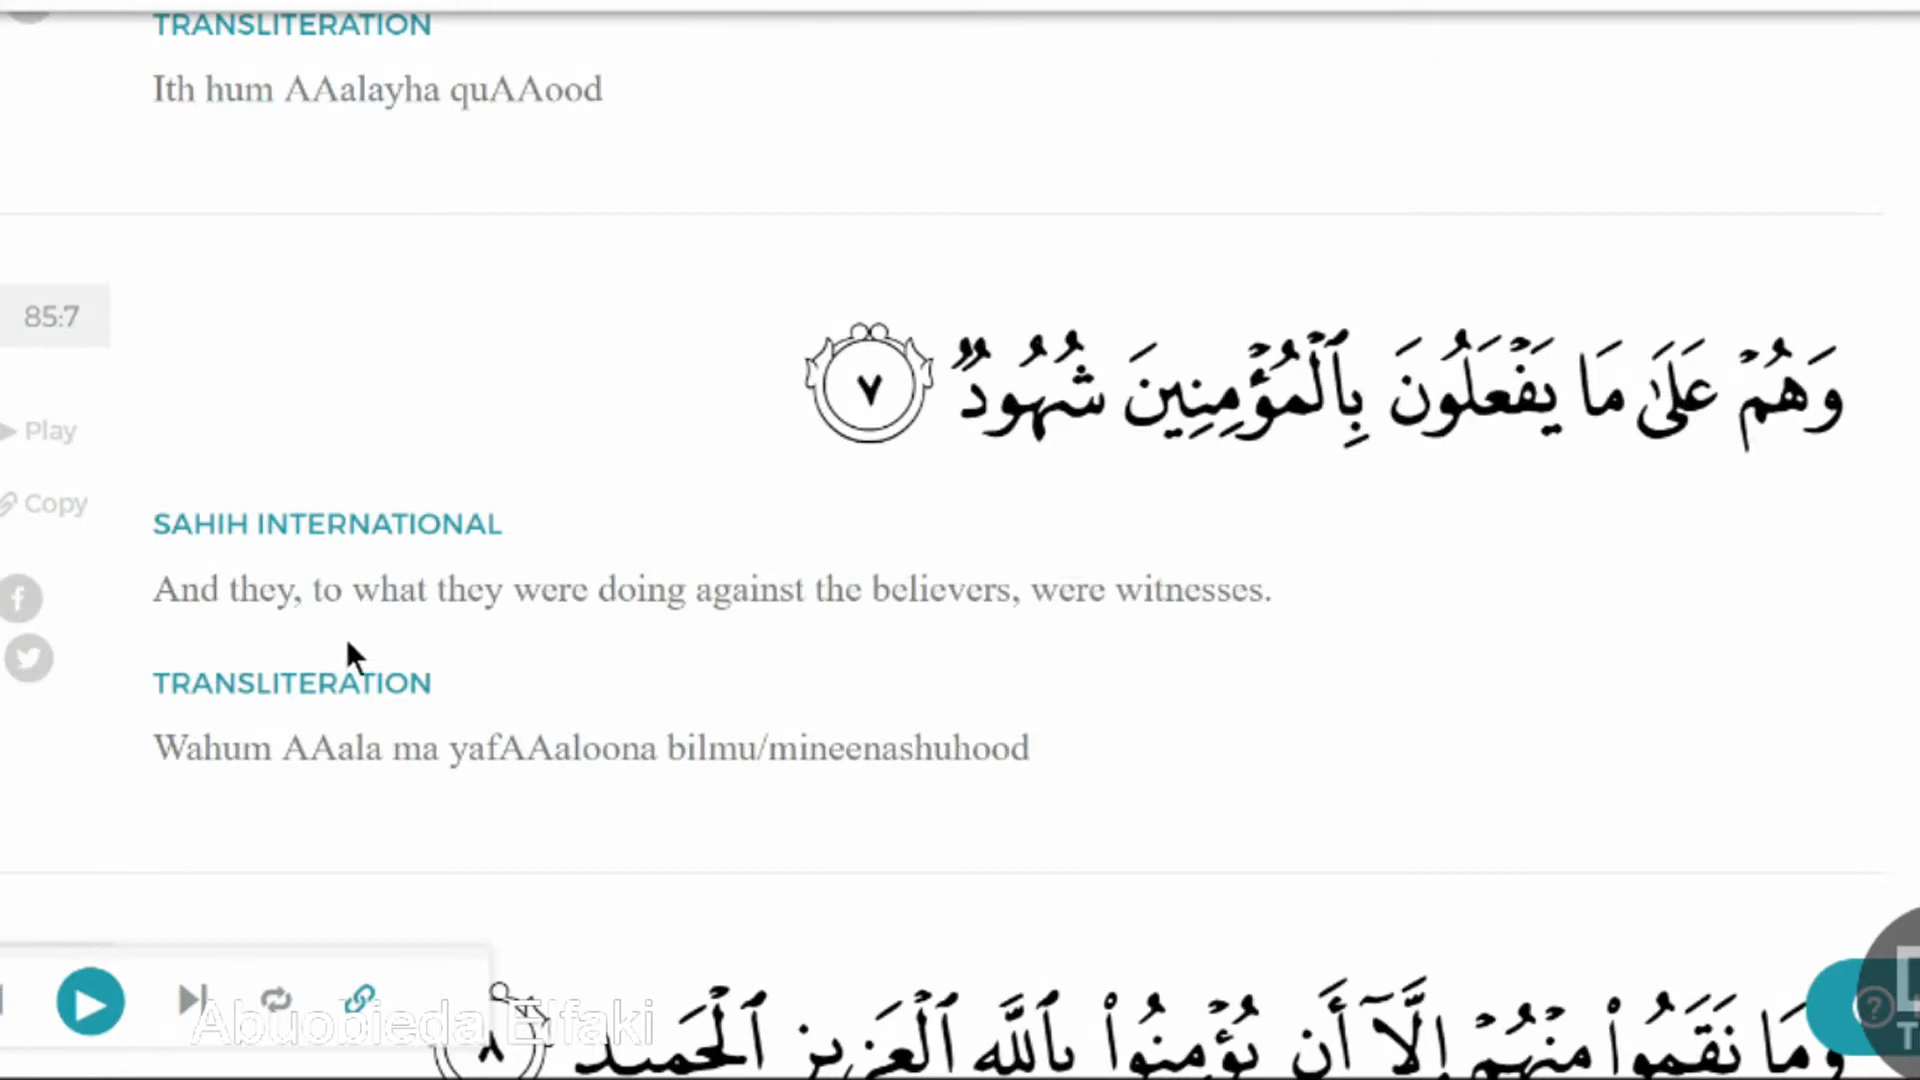 TRANSLITERATION
Ith hum AAalayha quAAood
85:7
وَهُمْ عَلَىٰ مَا يَفْعَلُونَ بِٱلْمُؤْمِنِينَ شُهُودٌ ٧
Play
Copy
SAHIH INTERNATIONAL
And they, to what they were doing against the believers, were witnesses.
TRANSLITERATION
Wahum AAala ma yafAAaloona bilmu/mineenashuhood
وَمَا نَقَمُوا۟ مِنْهُمْ إِلَّآ أَن يُؤْمِنُوا۟ بِٱللَّهِ ٱلْعَزِيزِ ٱلْحَمِيدِ ٨
Abuobieda Elfaki